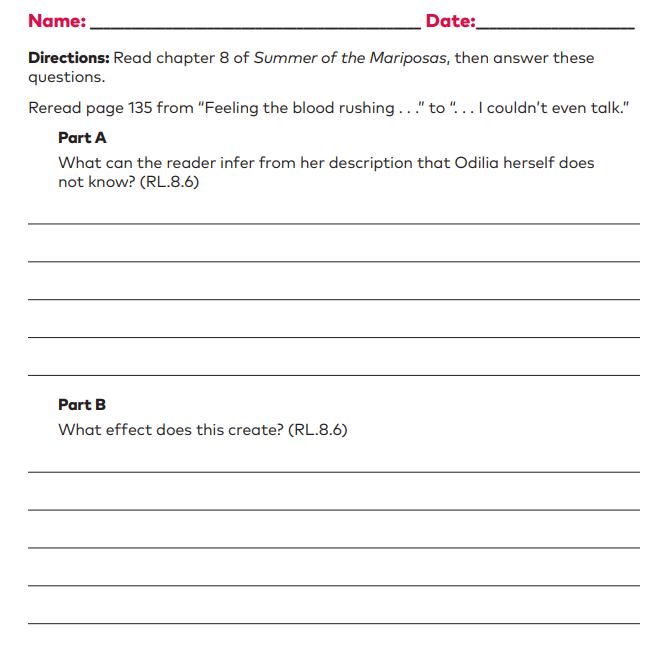 Name: ________________________________________ Date:___________________
Directions: Read chapter 8 of Summer of the Mariposas, then answer these
questions.
Reread page 135 from “Feeling the blood rushing . . .” to “. . . I couldn’t even talk.”
Part A
What can the reader infer from her description that Odilia herself does
not know? (RL.8.6)
Part B
What effect does this create? (RL.8.6)